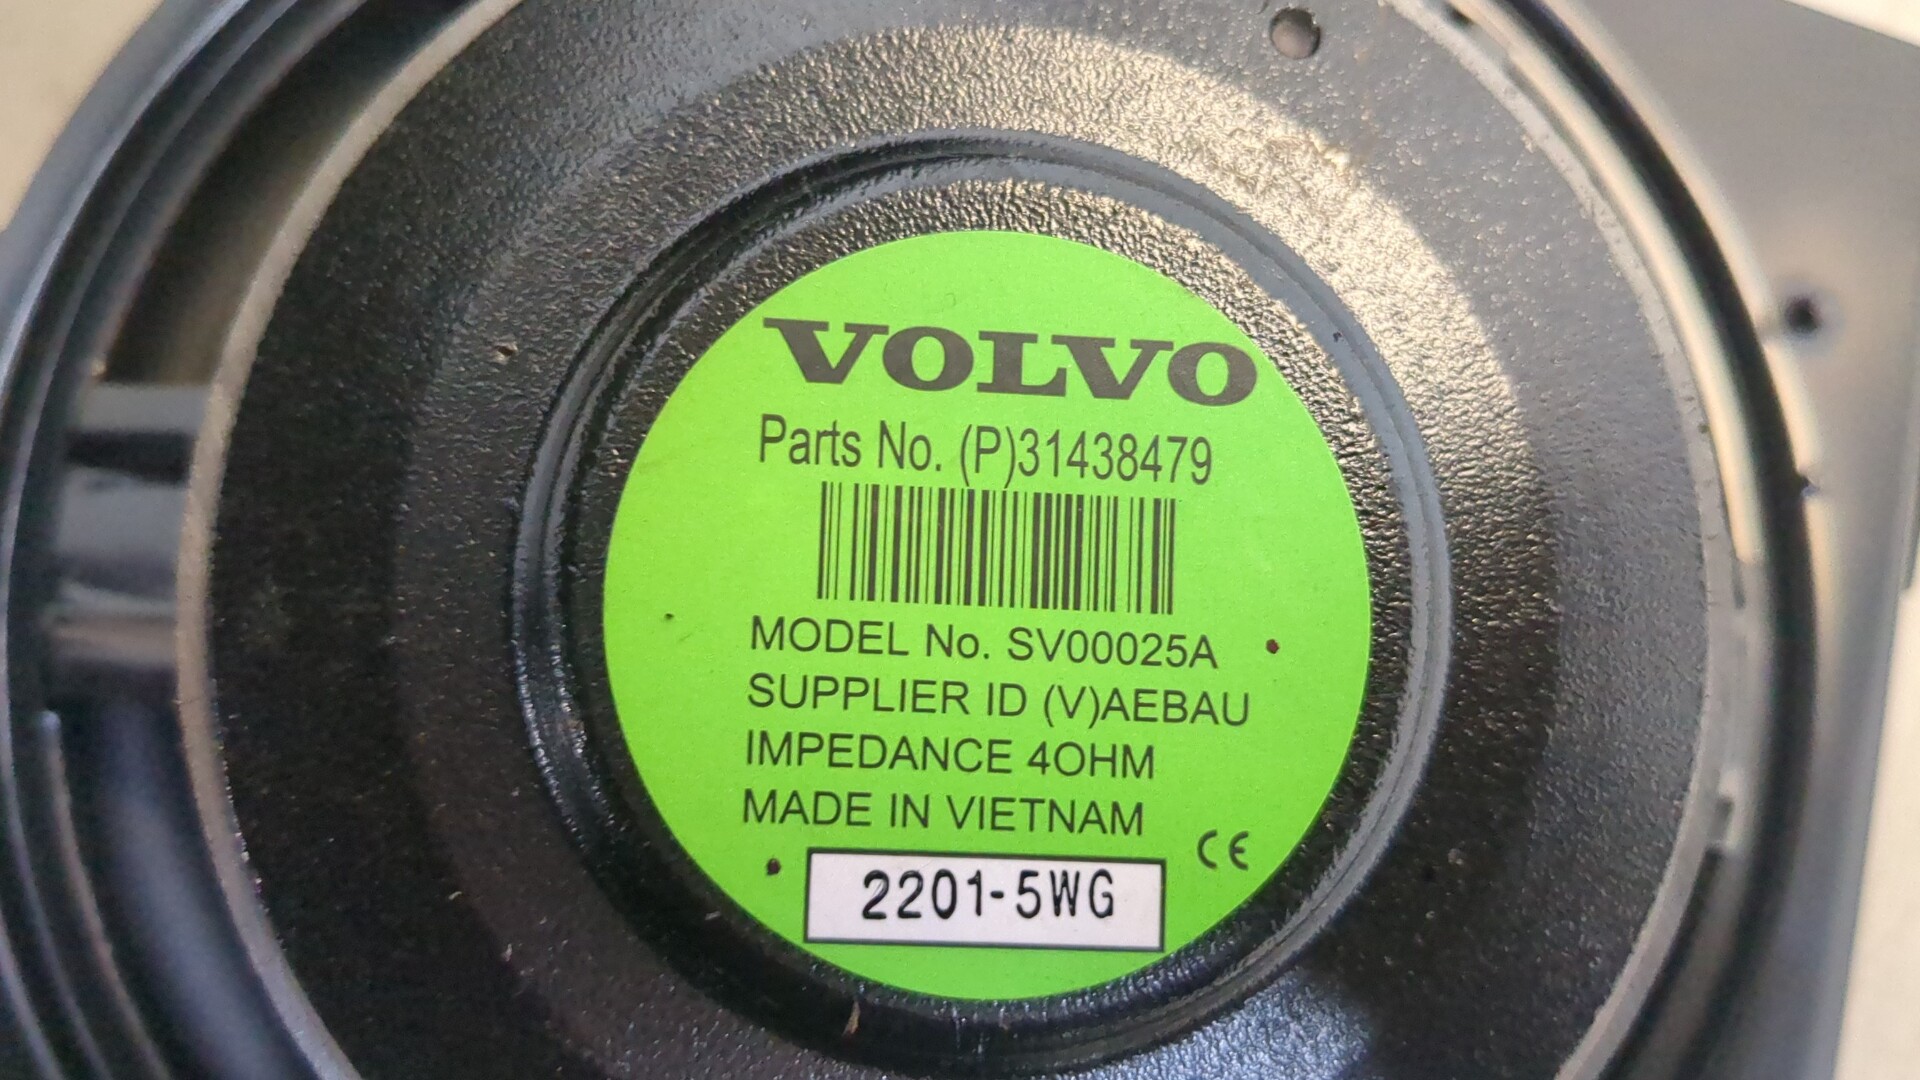 VOLVO
Parts No. (P)31438479
MODEL No. SV00025A
SUPPLIER ID (V)AEBAU
IMPEDANCE 4OHM
MADE IN VIETNAM
CE
2201-5WG